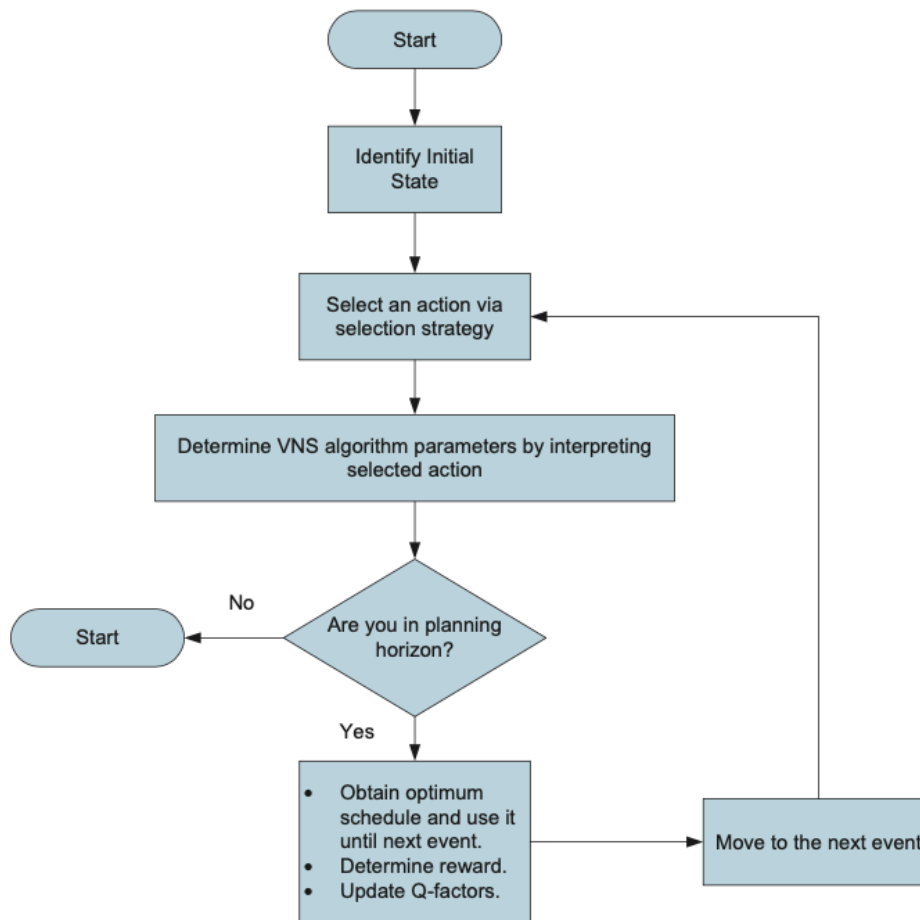 Start
Identify Initial
State
Select an action via
selection strategy
Determine VNS algorithm parameters by interpreting
selected action
No
Start
Are you in planning
horizon?
Yes
• Obtain optimum
schedule and use it
until next event.
• Determine reward.
• Update Q-factors.
Move to the next event